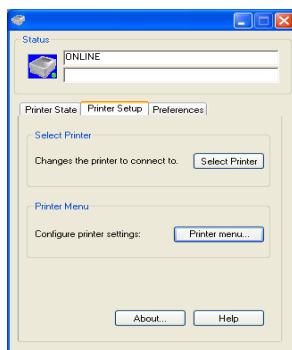 Status
ONLINE
Printer State Printer Setup Preferences
Select Printer
Changes the printer to connect to. Select Printer
Printer Menu
Configure printer settings: Printer menu...
About... Help